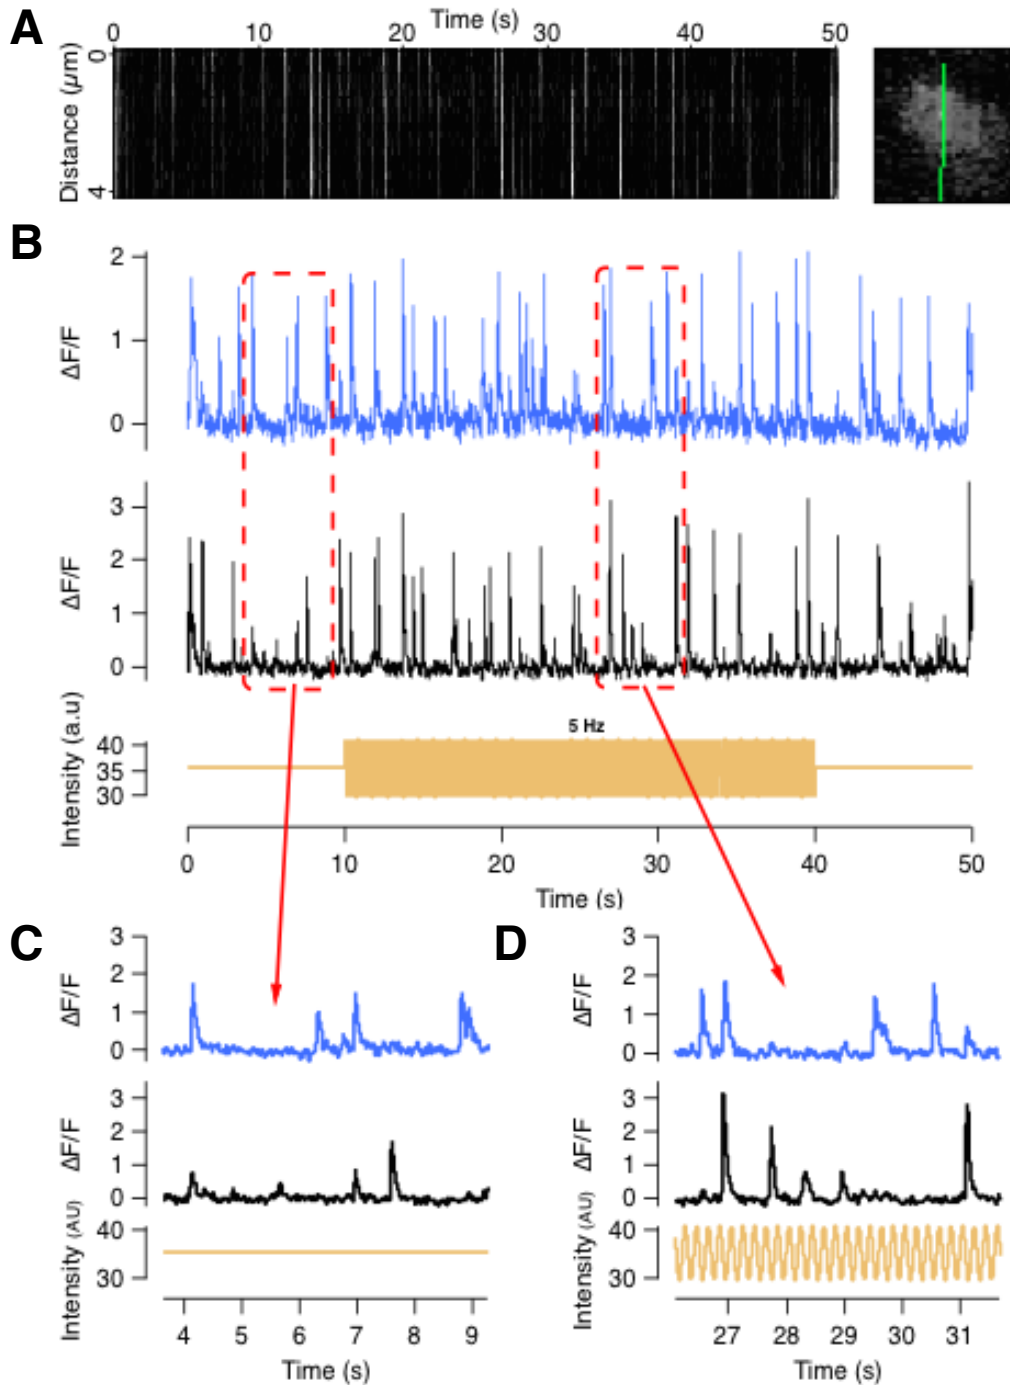 A
Time (s)
0 10 20 30 40 50
Distance (µm)
0
4
B
ΔF/F
2
1
0
ΔF/F
3
2
1
0
Intensity (a.u)
40
35
30
5 Hz
0 10 20 30 40 50
Time (s)
C
ΔF/F
3
2
1
0
ΔF/F
3
2
1
0
Intensity (AU)
40
30
4 5 6 7 8 9
Time (s)
D
ΔF/F
3
2
1
0
ΔF/F
3
2
1
0
Intensity (AU)
40
30
27 28 29 30 31
Time (s)